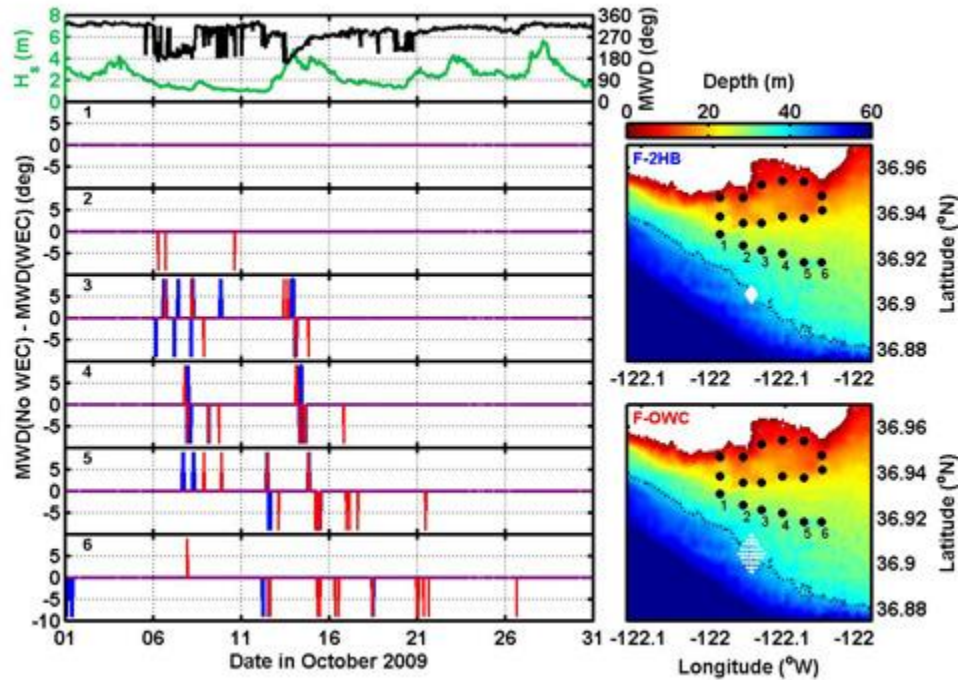 8
6
4
2
0
H_s (m)
360
270
180
90
0
MWD (deg)
MWD(No WEC) - MWD(WEC) (deg)
1
5
0
-5
2
5
0
-5
3
5
0
-5
4
5
0
-5
5
5
0
-5
6
5
0
-5
-10
01 06 11 16 21 26 31
Date in October 2009
Depth (m)
0 20 40 60
F-2HB
1 2 3 4 5 6
36.96
36.94
36.92
36.9
36.88
Latitude (°N)
-122.1 -122 -122.1 -122
F-OWC
1 2 3 4 5 6
36.96
36.94
36.92
36.9
36.88
Latitude (°N)
-122.1 -122 -122.1 -122
Longitude (°W)